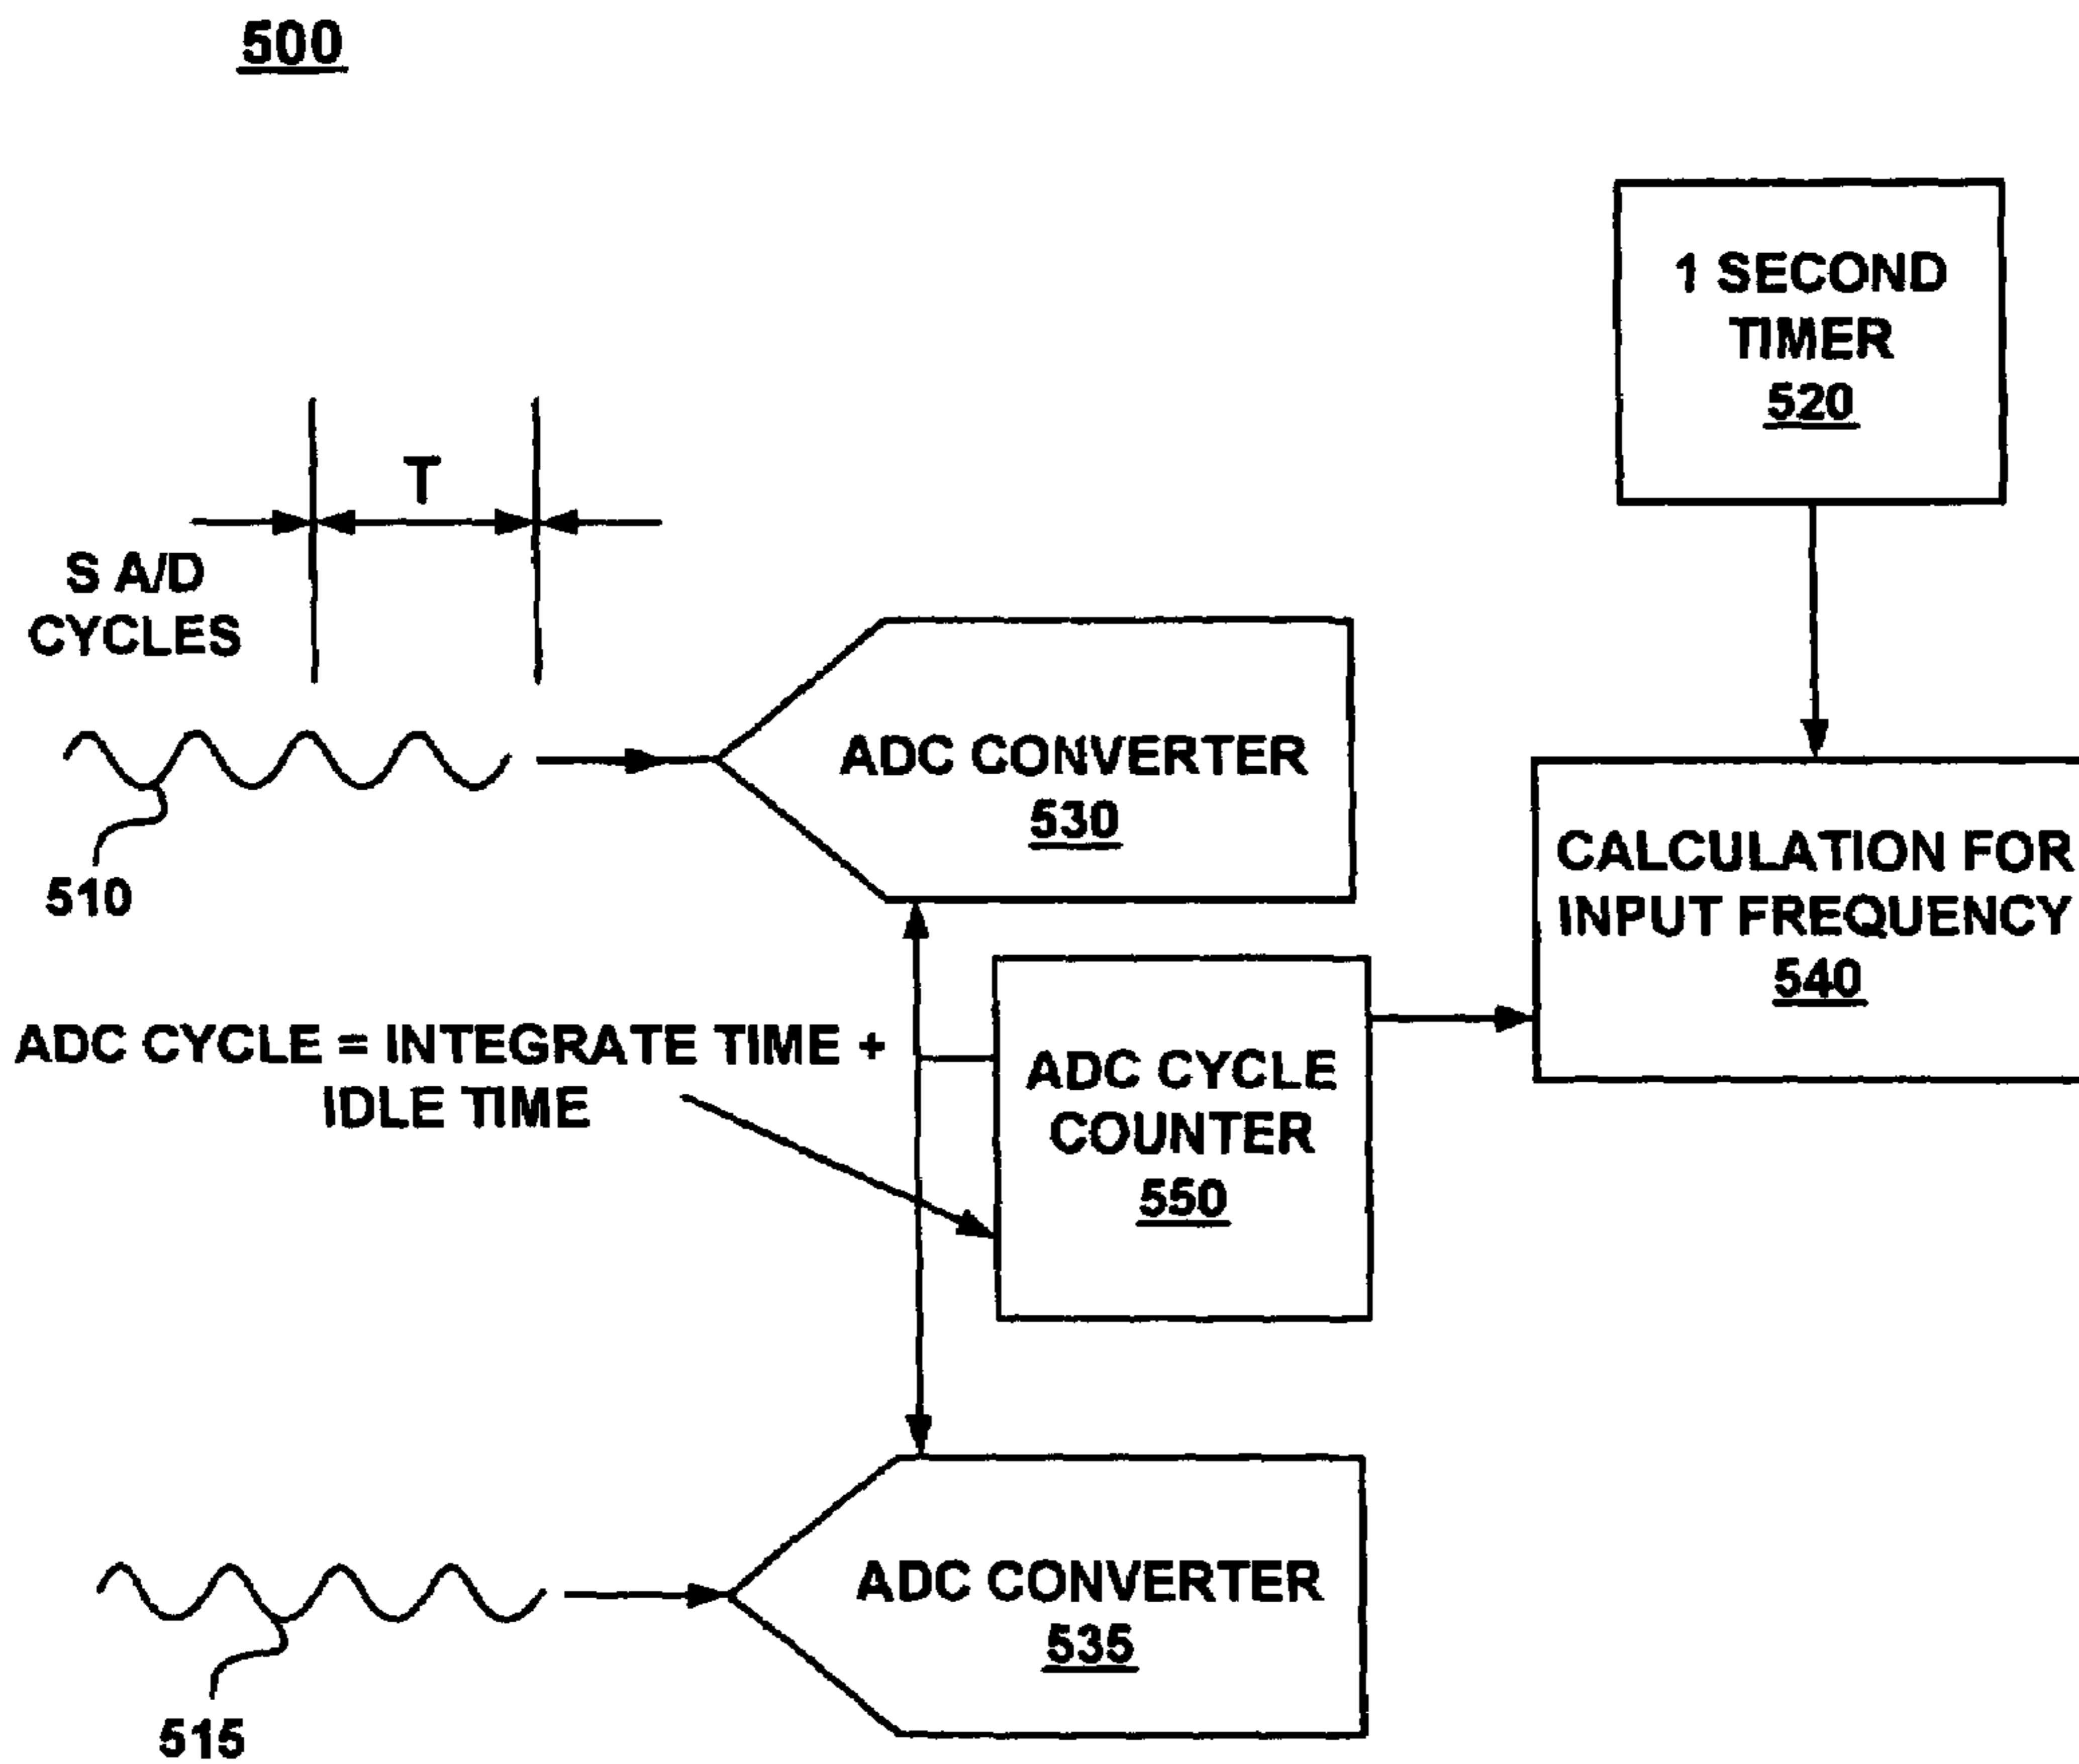 500
1 SECOND
TIMER
520
T
S A/D
CYCLES
ADC CONVERTER
530
510
CALCULATION FOR
INPUT FREQUENCY
540
ADC CYCLE = INTEGRATE TIME +
IDLE TIME
ADC CYCLE
COUNTER
550
ADC CONVERTER
535
515